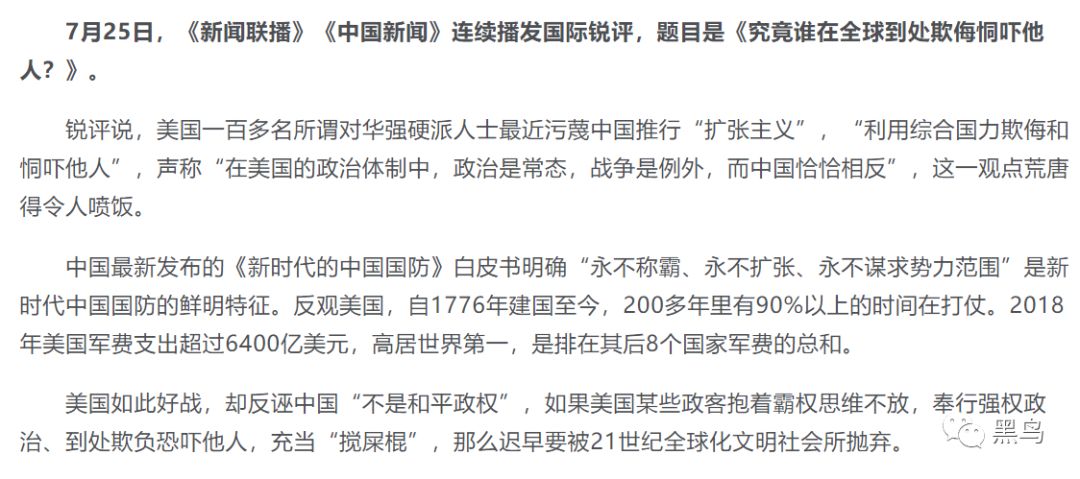 7月25日，《新闻联播》《中国新闻》连续播发国际锐评，题目是《究竟谁在全球到处欺侮恫吓他
人？》。
锐评说，美国一百多名所谓对华强硬派人士最近污蔑中国推行“扩张主义”，“利用综合国力欺侮和
恫吓他人”，声称“在美国的政治体制中，政治是常态，战争是例外，而中国恰恰相反”，这一观点荒唐
得令人喷饭。
中国最新发布的《新时代的中国国防》白皮书明确“永不称霸、永不扩张、永不谋求势力范围”是新
时代中国国防的鲜明特征。反观美国，自1776年建国至今，200多年里有90%以上的时间在打仗。2018
年美国军费支出超过6400亿美元，高居世界第一，是排在其后8个国家军费的总和。
美国如此好战，却反诬中国“不是和平政权”，如果美国某些政客抱着霸权思维不放，奉行强权政
治、到处欺负恐吓他人，充当“搅屎棍”，那么迟早要被21世纪全球化文明社会所抛弃。
黑鸟